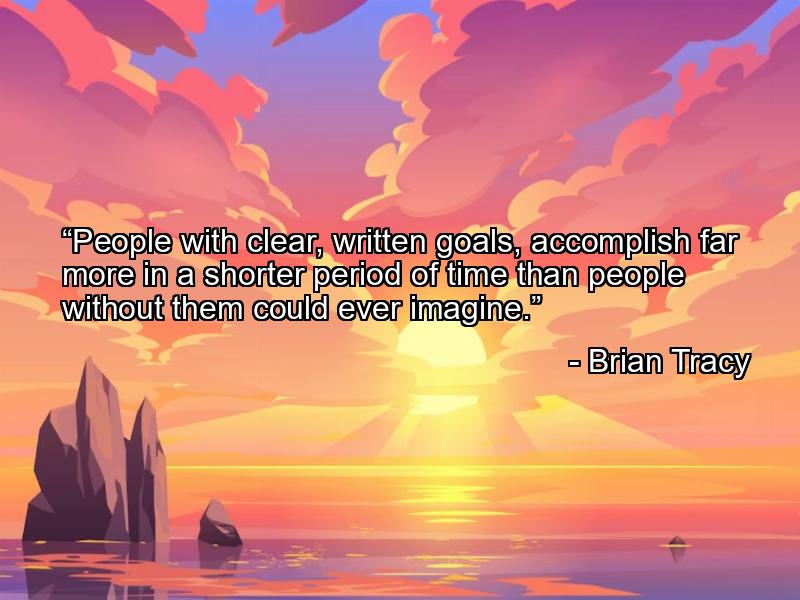 “People with clear, written goals, accomplish far
more in a shorter period of time than people
without them could ever imagine.”
- Brian Tracy